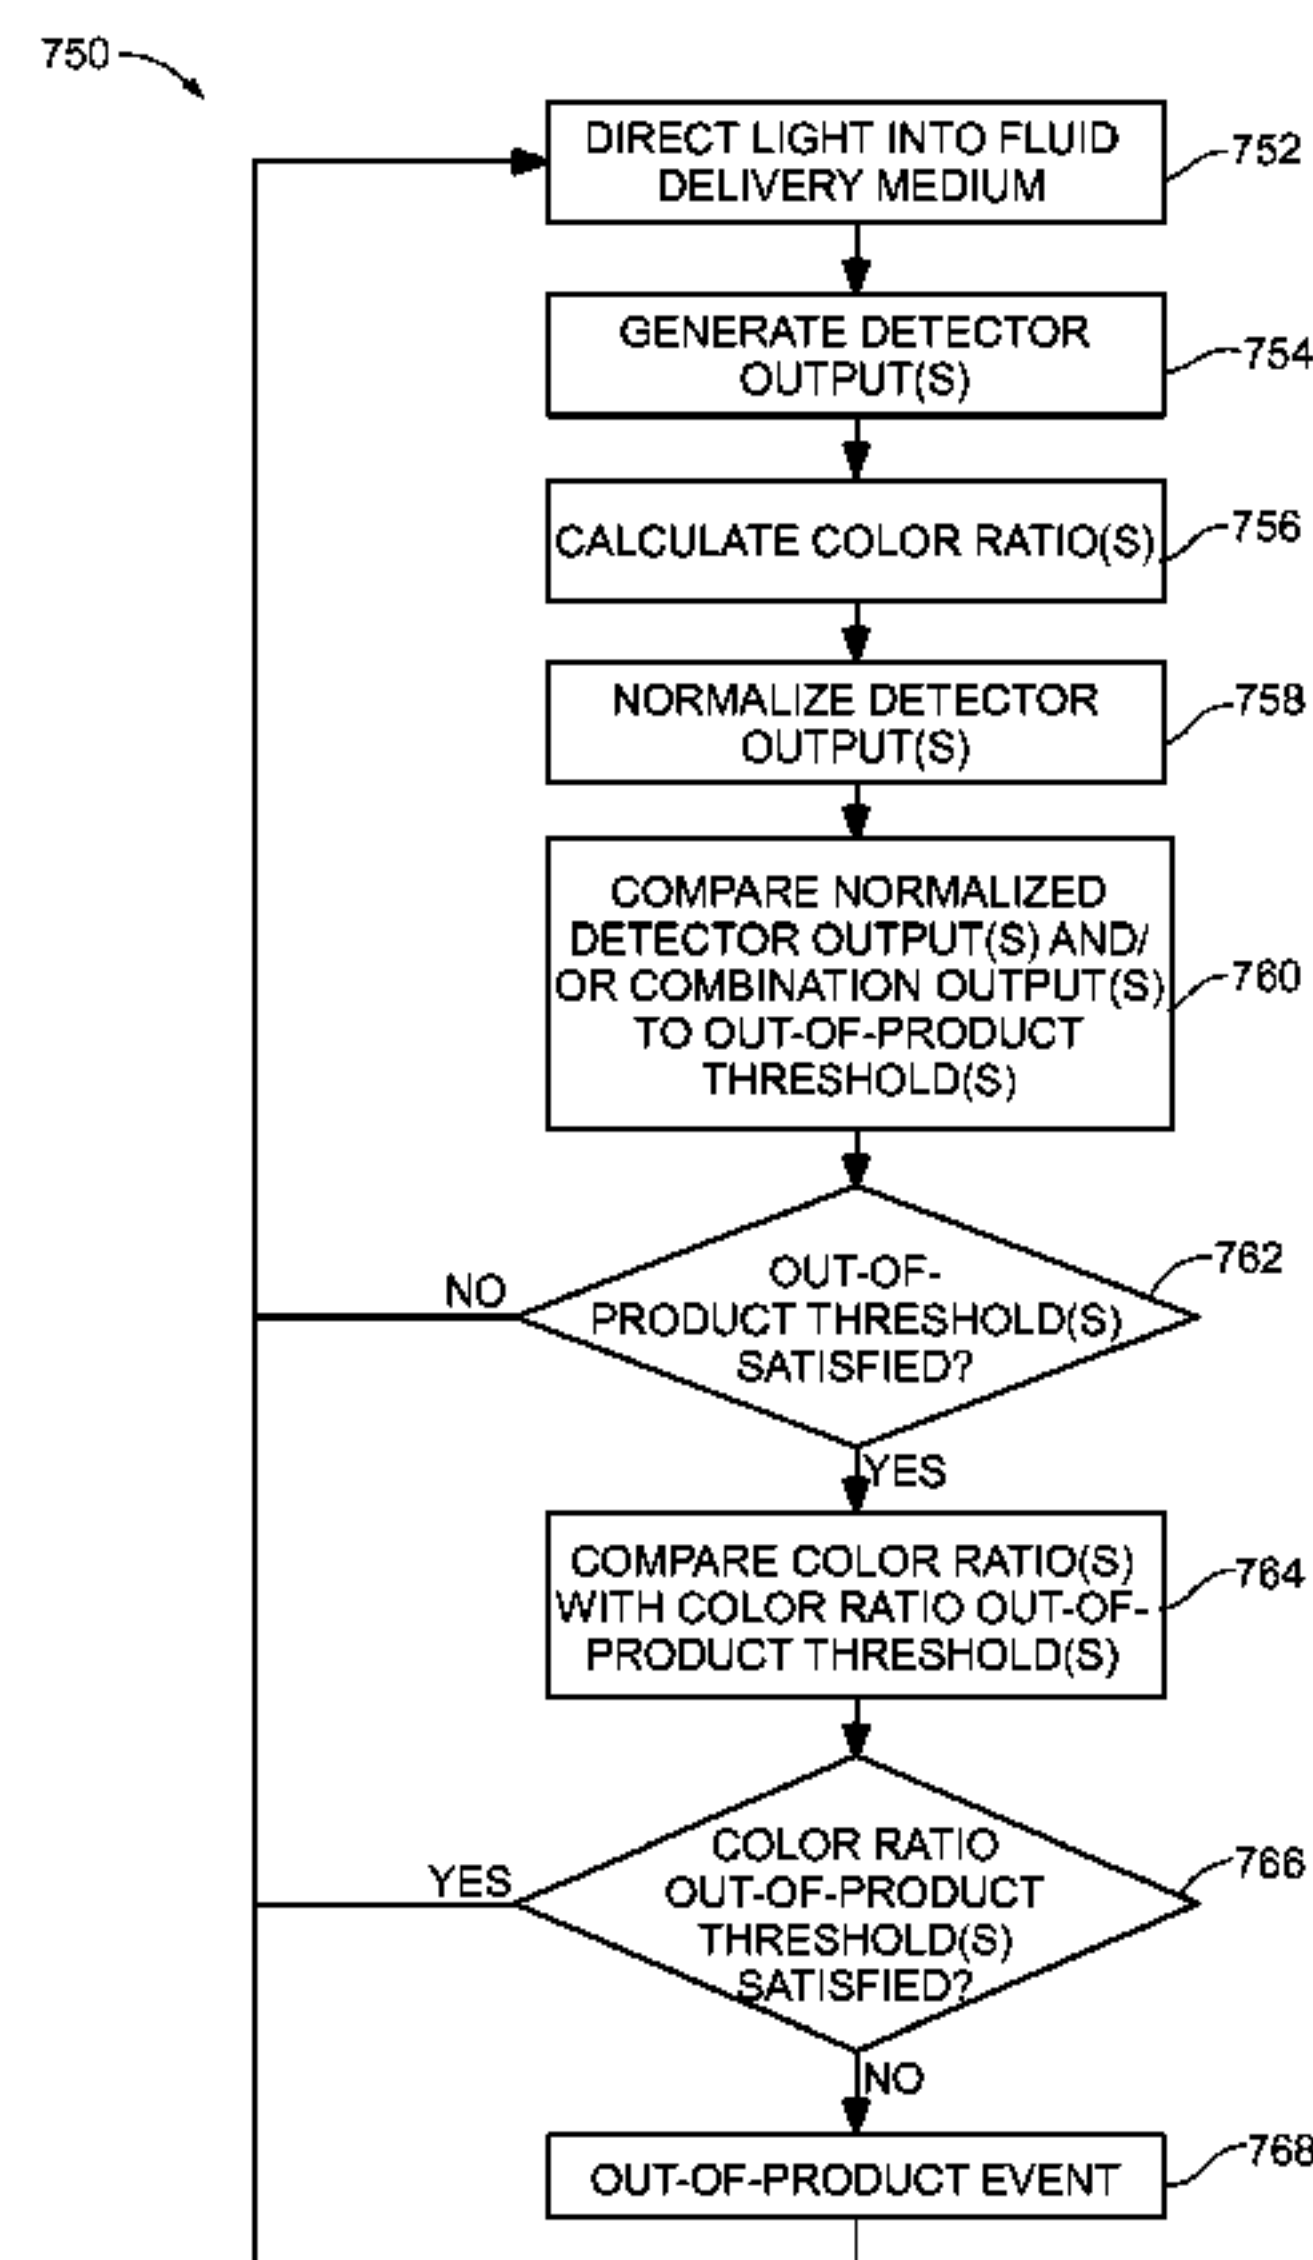 750
DIRECT LIGHT INTO FLUID
DELIVERY MEDIUM
752
GENERATE DETECTOR
OUTPUT(S)
754
CALCULATE COLOR RATIO(S)
756
NORMALIZE DETECTOR
OUTPUT(S)
758
COMPARE NORMALIZED
DETECTOR OUTPUT(S) AND/
OR COMBINATION OUTPUT(S)
TO OUT-OF-PRODUCT
THRESHOLD(S)
760
OUT-OF-
PRODUCT THRESHOLD(S)
SATISFIED?
762
NO
YES
COMPARE COLOR RATIO(S)
WITH COLOR RATIO OUT-OF-
PRODUCT THRESHOLD(S)
764
COLOR RATIO
OUT-OF-PRODUCT
THRESHOLD(S)
SATISFIED?
766
YES
NO
OUT-OF-PRODUCT EVENT
768